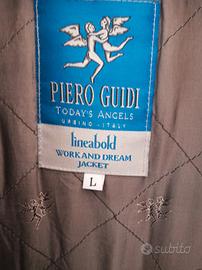 PIERO GUIDI
TODAY'S ANGELS
URBINO - ITALY
lineabold
WORK AND DREAM
JACKET
L
subito